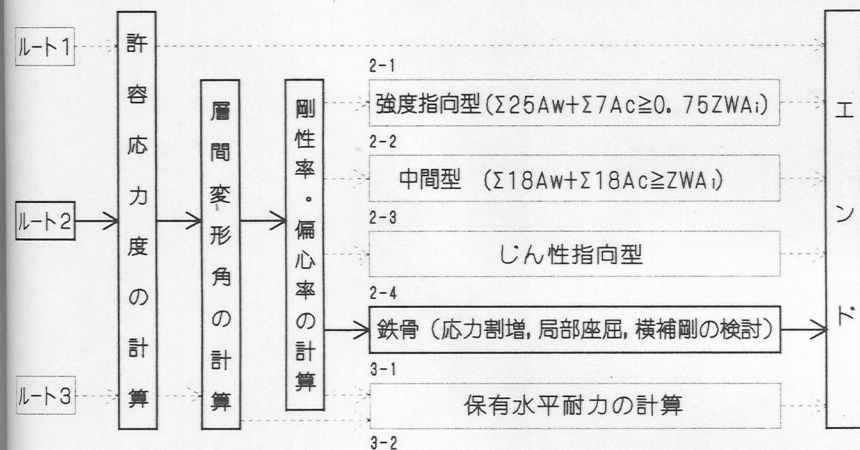 ルート1
ルート2
ルート3
許容応力度の計算
層間変形角の計算
剛性率・偏心率の計算
2-1
強度指向型(Σ25Aw+Σ7Ac≧0.75ZWAi)
2-2
中間型 (Σ18Aw+Σ18Ac≧ZWAi)
2-3
じん性指向型
2-4
鉄骨(応力割増,局部座屈,横補剛の検討)
3-1
保有水平耐力の計算
3-2
エンド